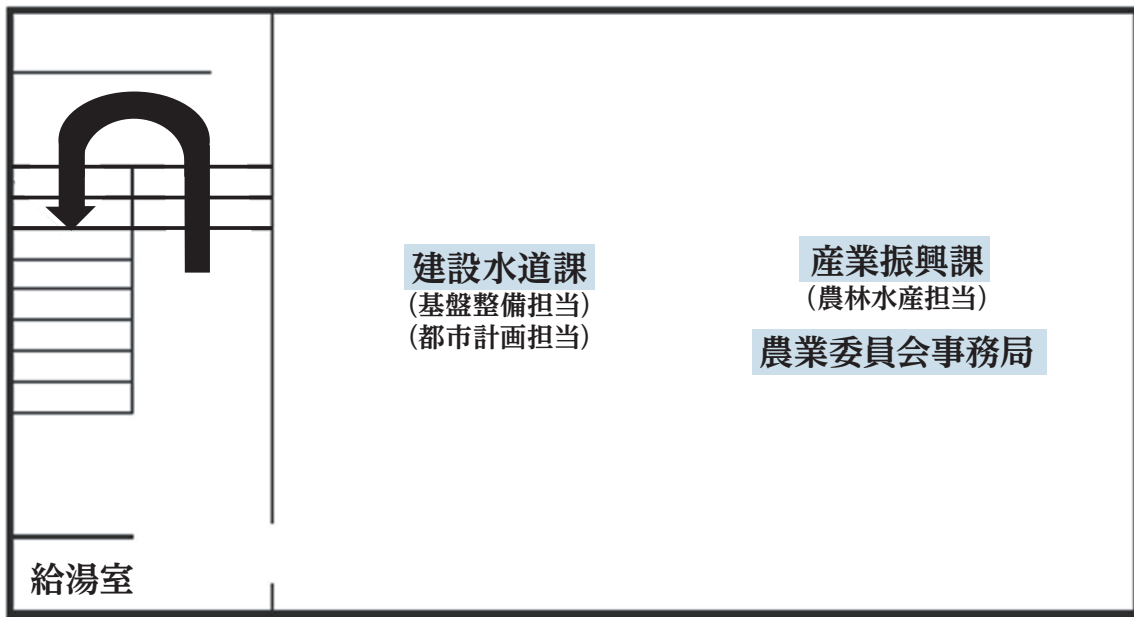 建設水道課
（基盤整備担当）
（都市計画担当）
産業振興課
（農林水産担当）
農業委員会事務局
給湯室